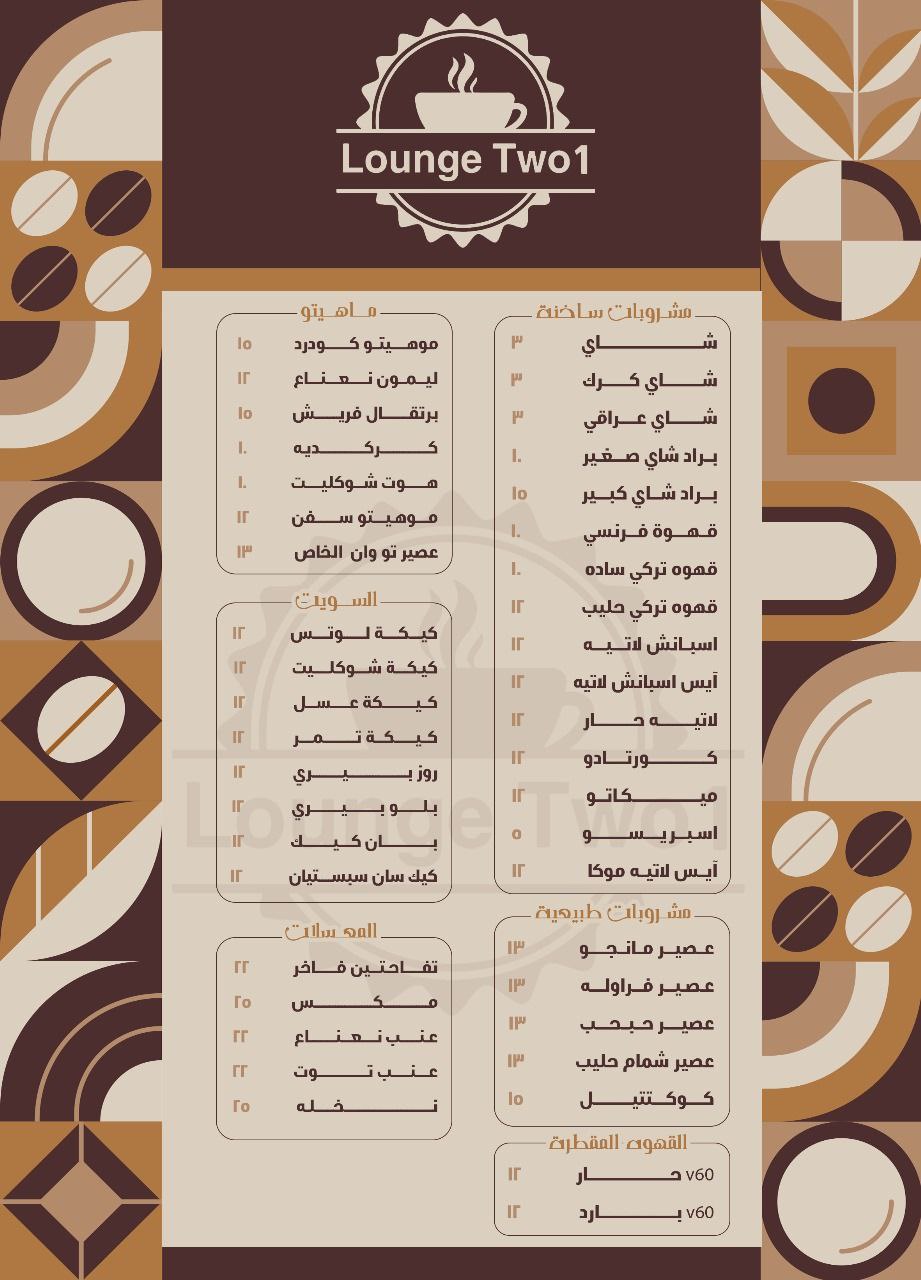 Lounge Two1
مشروبات ساخنة
شاي ٣
شاي كرك ٣
شاي عراقي ٣
براد شاي صغير ١٠
براد شاي كبير ١٥
قهوة فرنسي ١٠
قهوه تركي ساده ١٠
قهوه تركي حليب ١٢
اسبانش لاتيه ١٢
آيس اسبانش لاتيه ١٢
لاتيه حار ١٢
كورتادو ١٢
ميكاتو ١٢
اسبريسو ٥
آيس لاتيه موكا ١٢
مشروبات طبيعية
عصير مانجو ١٣
عصير فراوله ١٣
عصير حبحب ١٣
عصير شمام حليب ١٣
كوكتتيل ١٥
القهوه المقطرة
v60 حار ١٢
v60 بارد ١٢
ماهيتو
موهيتو كودرد ١٥
ليمون نعناع ١٢
برتقال فريش ١٥
كركديه ١٠
هوت شوكليت ١٠
موهيتو سفن ١٢
عصير تو وان الخاص ١٣
السويت
كيكة لوتس ١٢
كيكة شوكليت ١٢
كيكة عسل ١٢
كيكة تمر ١٢
روز بيري ١٢
بلو بيري ١٢
بان كيك ١٢
كيك سان سبستيان ١٢
المعسلات
تفاحتين فاخر ٢٢
مكس ٢٥
عنب نعناع ٢٢
عنب توت ٢٢
نخله ٢٥
Lounge Two1